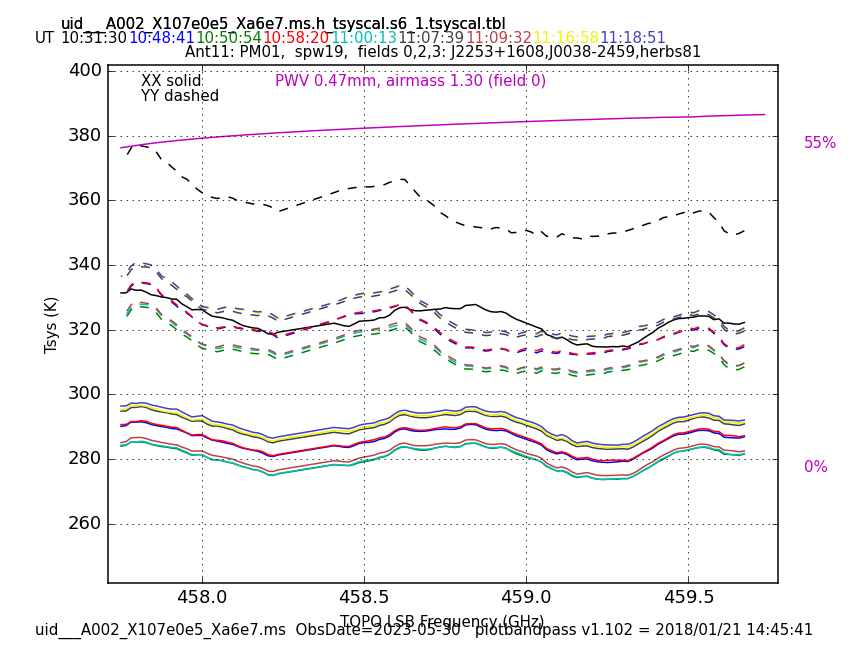 uid___A002_X107e0e5_Xa6e7.ms.h_tsyscal.s6_1.tsyscal.tbl
UT 10:31:30 10:48:41 10:50:54 10:58:20 11:00:13 11:07:39 11:09:32 11:16:58 11:18:51
Ant11: PM01, spw19, fields 0,2,3: J2253+1608,J0038-2459,herbs81
XX solid
YY dashed
PWV 0.47mm, airmass 1.30 (field 0)
400
380
360
340
320
300
280
260
Tsys (K)
55%
0%
458.0 458.5 459.0 459.5
TOPO LSB Frequency (GHz)
uid___A002_X107e0e5_Xa6e7.ms ObsDate=2023-05-30 plotbandpass v1.102 = 2018/01/21 14:45:41